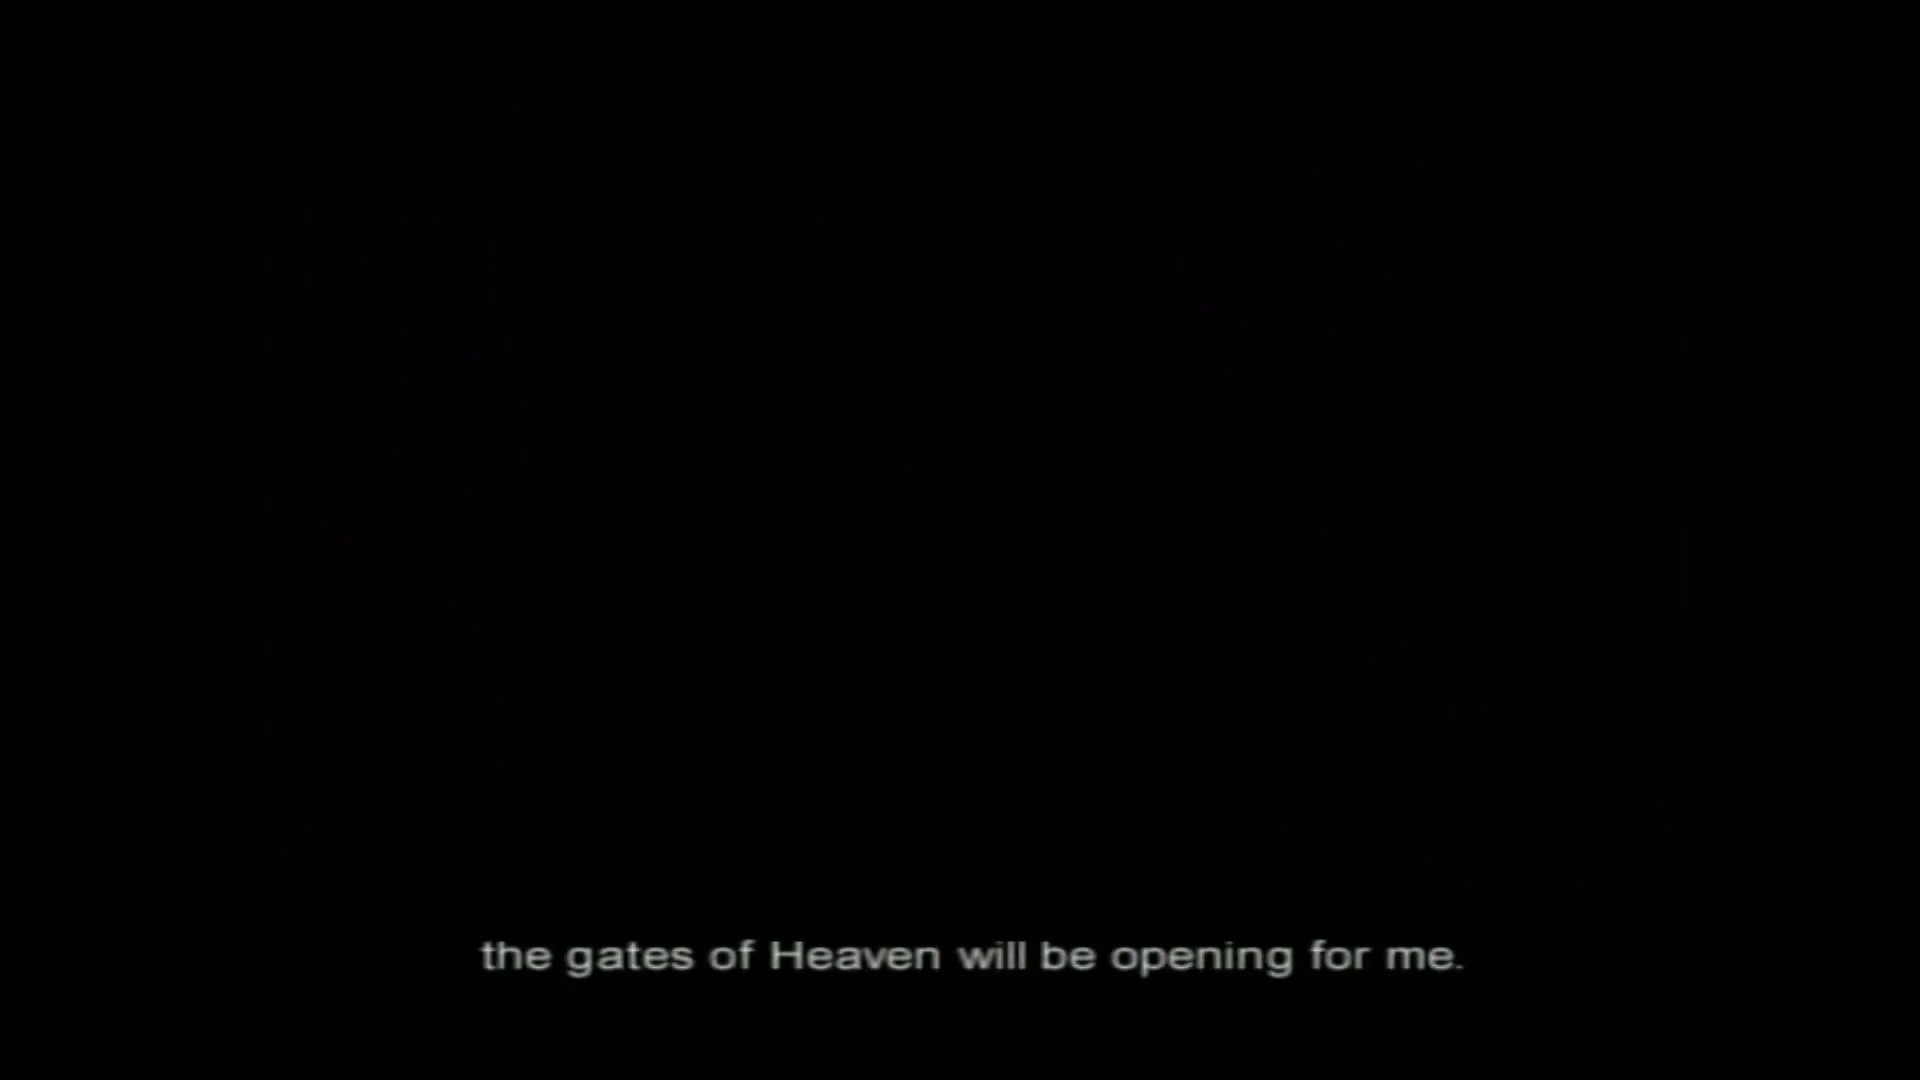 the gates of Heaven will be opening for me.